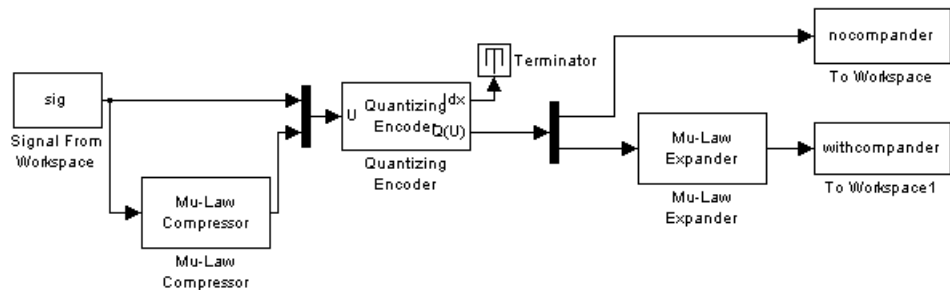 sig
Signal From
Workspace
Mu-Law
Compressor
Mu-Law
Compressor
U
Quantizing
Encoder
Idx
Q(U)
Quantizing
Encoder
Terminator
nocompander
To Workspace
Mu-Law
Expander
Mu-Law
Expander
withcompander
To Workspace1